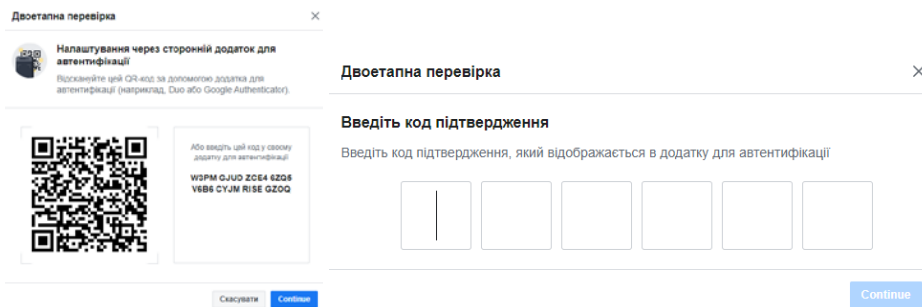 Двоетапна перевірка
Налаштування через сторонній додаток для
автентифікації
Відскануйте цей QR-код за допомогою додатка для
автентифікації (наприклад, Duo або Google Authenticator).
Або введіть цей код у своєму
додатку для автентифікації
W3PM GJUD ZCE4 6ZQ5
V6B6 CYJM RISE GZOQ
Скасувати Continue
Двоетапна перевірка
Введіть код підтвердження
Введіть код підтвердження, який відображається в додатку для автентифікації
Continue